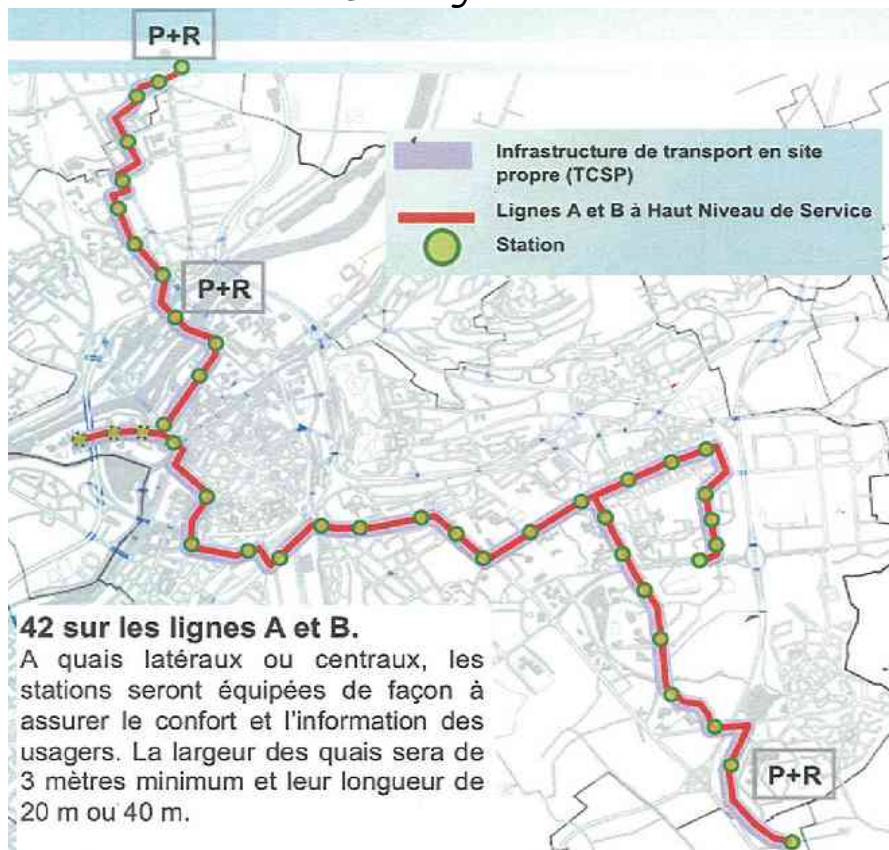 P+R
Infrastructure de transport en site
propre (TCSP)
Lignes A et B à Haut Niveau de Service
Station
P+R
42 sur les lignes A et B.
A quais latéraux ou centraux, les
stations seront équipées de façon à
assurer le confort et l'information des
usagers. La largeur des quais sera de
3 mètres minimum et leur longueur de
20 m ou 40 m.
P+R